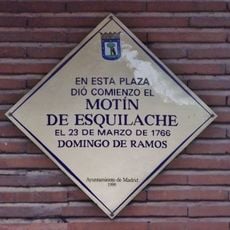 EN ESTA PLAZA
DIÓ COMIENZO EL
MOTÍN
DE ESQUILACHE
EL 23 DE MARZO DE 1766
DOMINGO DE RAMOS
Ayuntamiento de Madrid